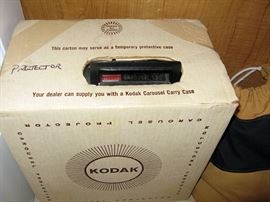 This carton may serve as a temporary protective case
PROJECTOR
Your dealer can supply you with a Kodak Carousel Carry Case
CAROUSEL PROJECTOR
KODAK